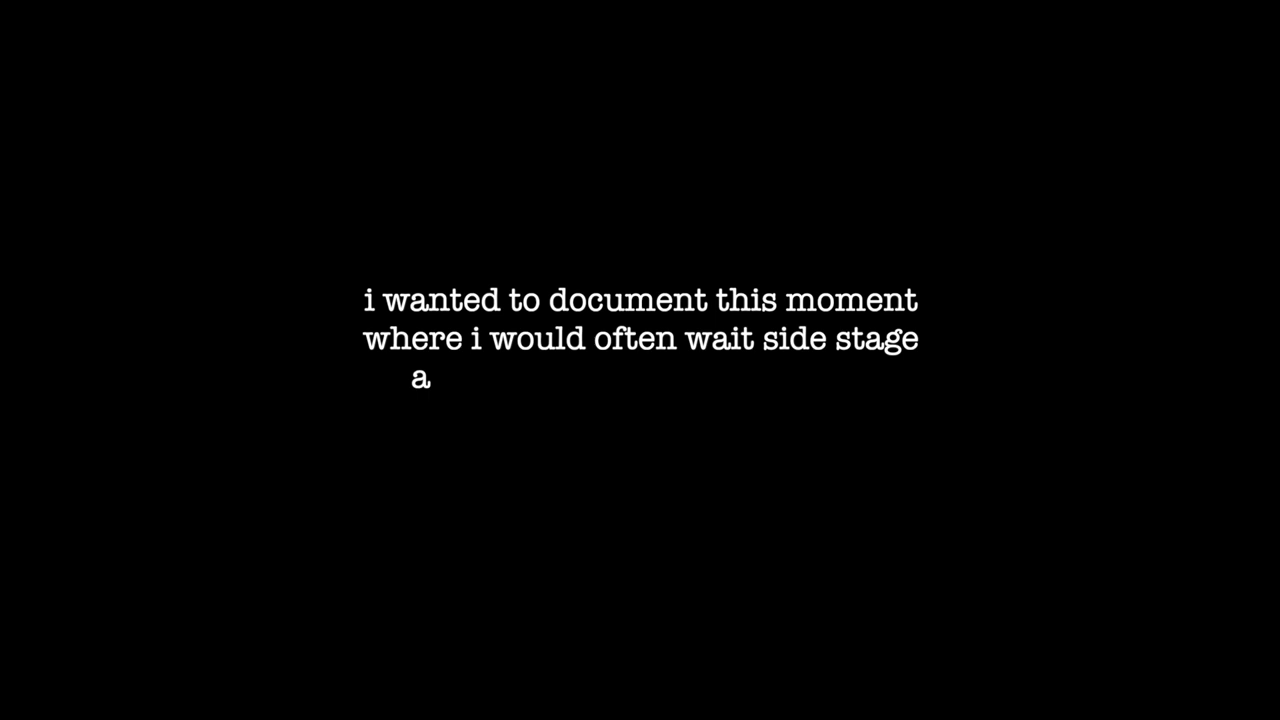 i wanted to document this moment
where i would often wait side stage
a